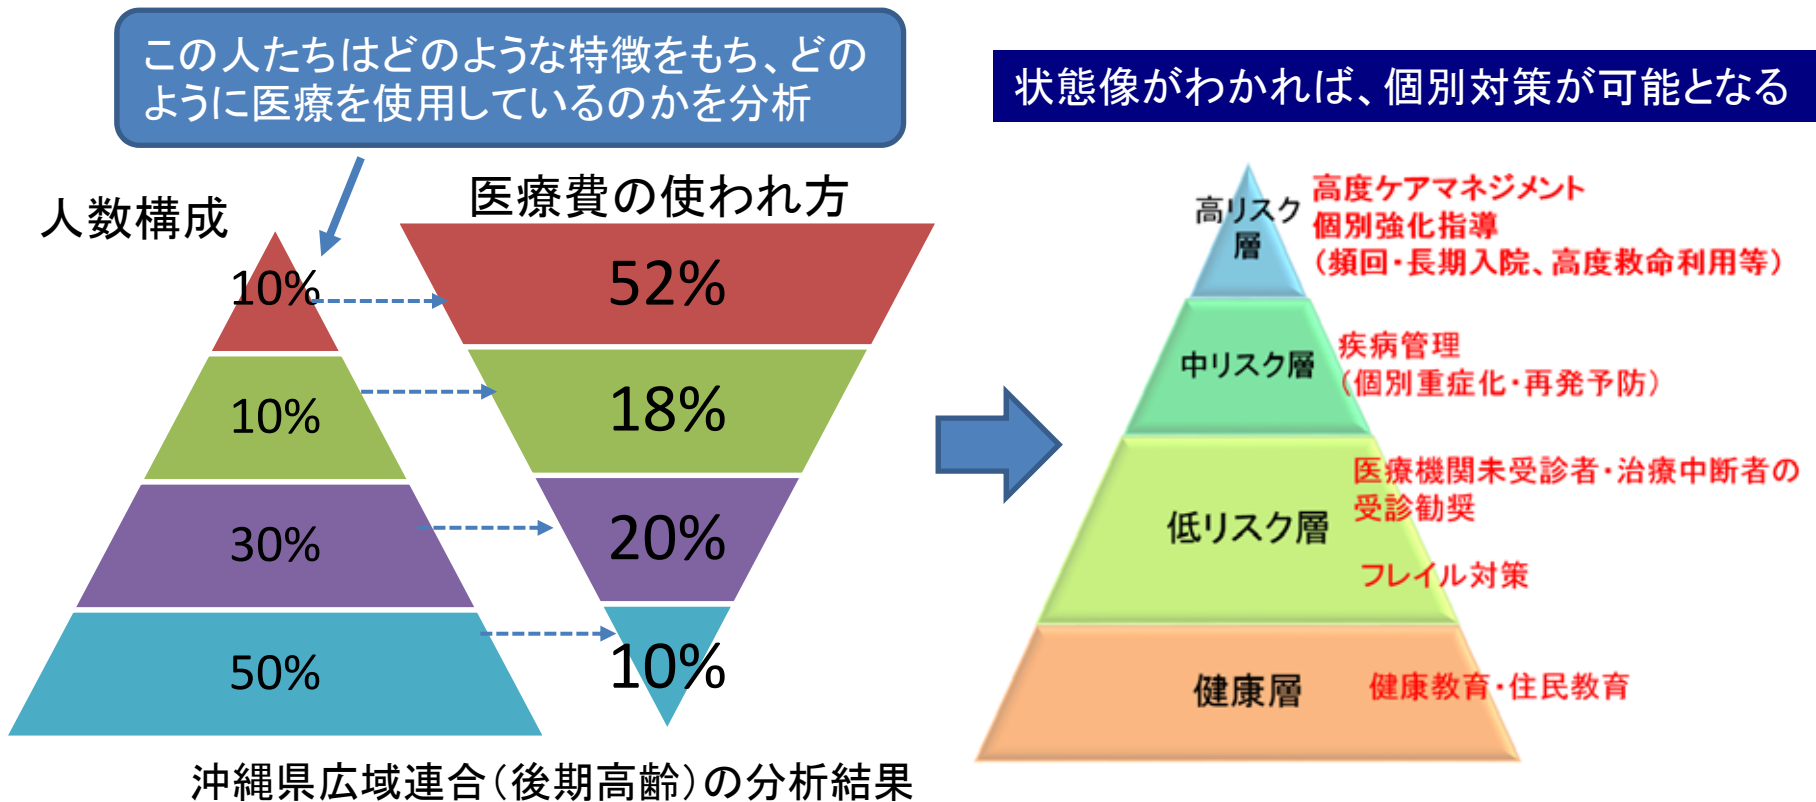 この人たちはどのような特徴をもち、どの
ように医療を使用しているのかを分析
人数構成
医療費の使われ方
10%
52%
10%
18%
30%
20%
50%
10%
沖縄県広域連合（後期高齢）の分析結果
状態像がわかれば、個別対策が可能となる
高リスク
層
高度ケアマネジメント
個別強化指導
（頻回・長期入院、高度救命利用等）
中リスク層
疾病管理
（個別重症化・再発予防）
低リスク層
医療機関未受診者・治療中断者の
受診勧奨
フレイル対策
健康層
健康教育・住民教育